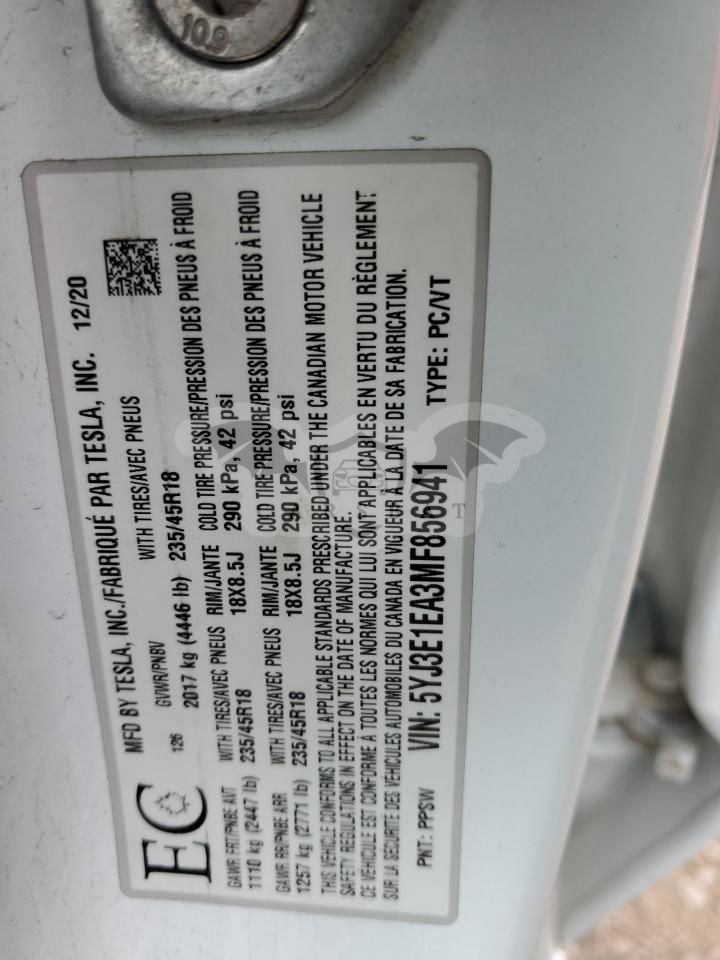 10.9
MFD BY TESLA, INC./FABRIQUÉ PAR TESLA, INC. 12/20
EC
126 GVWR/PNBV WITH TIRES/AVEC PNEUS
2017 kg (4446 lb) 235/45R18
GAWR FRT/PNBE AVT WITH TIRES/AVEC PNEUS RIM/JANTE COLD TIRE PRESSURE/PRESSION DES PNEUS À FROID
1110 kg (2447 lb) 235/45R18 18X8.5J 290 kPa, 42 psi
GAWR RR/PNBE ARR WITH TIRES/AVEC PNEUS RIM/JANTE COLD TIRE PRESSURE/PRESSION DES PNEUS À FROID
1257 kg (2771 lb) 235/45R18 18X8.5J 290 kPa, 42 psi
THIS VEHICLE CONFORMS TO ALL APPLICABLE STANDARDS PRESCRIBED UNDER THE CANADIAN MOTOR VEHICLE
SAFETY REGULATIONS IN EFFECT ON THE DATE OF MANUFACTURE.
CE VÉHICULE EST CONFORME À TOUTES LES NORMES QUI LUI SONT APPLICABLES EN VERTU DU RÈGLEMENT
SUR LA SÉCURITÉ DES VÉHICULES AUTOMOBILES DU CANADA EN VIGUEUR À LA DATE DE SA FABRICATION.
PNT: PPSW VIN: 5YJ3E1EA3MF856941 TYPE: PC/VT